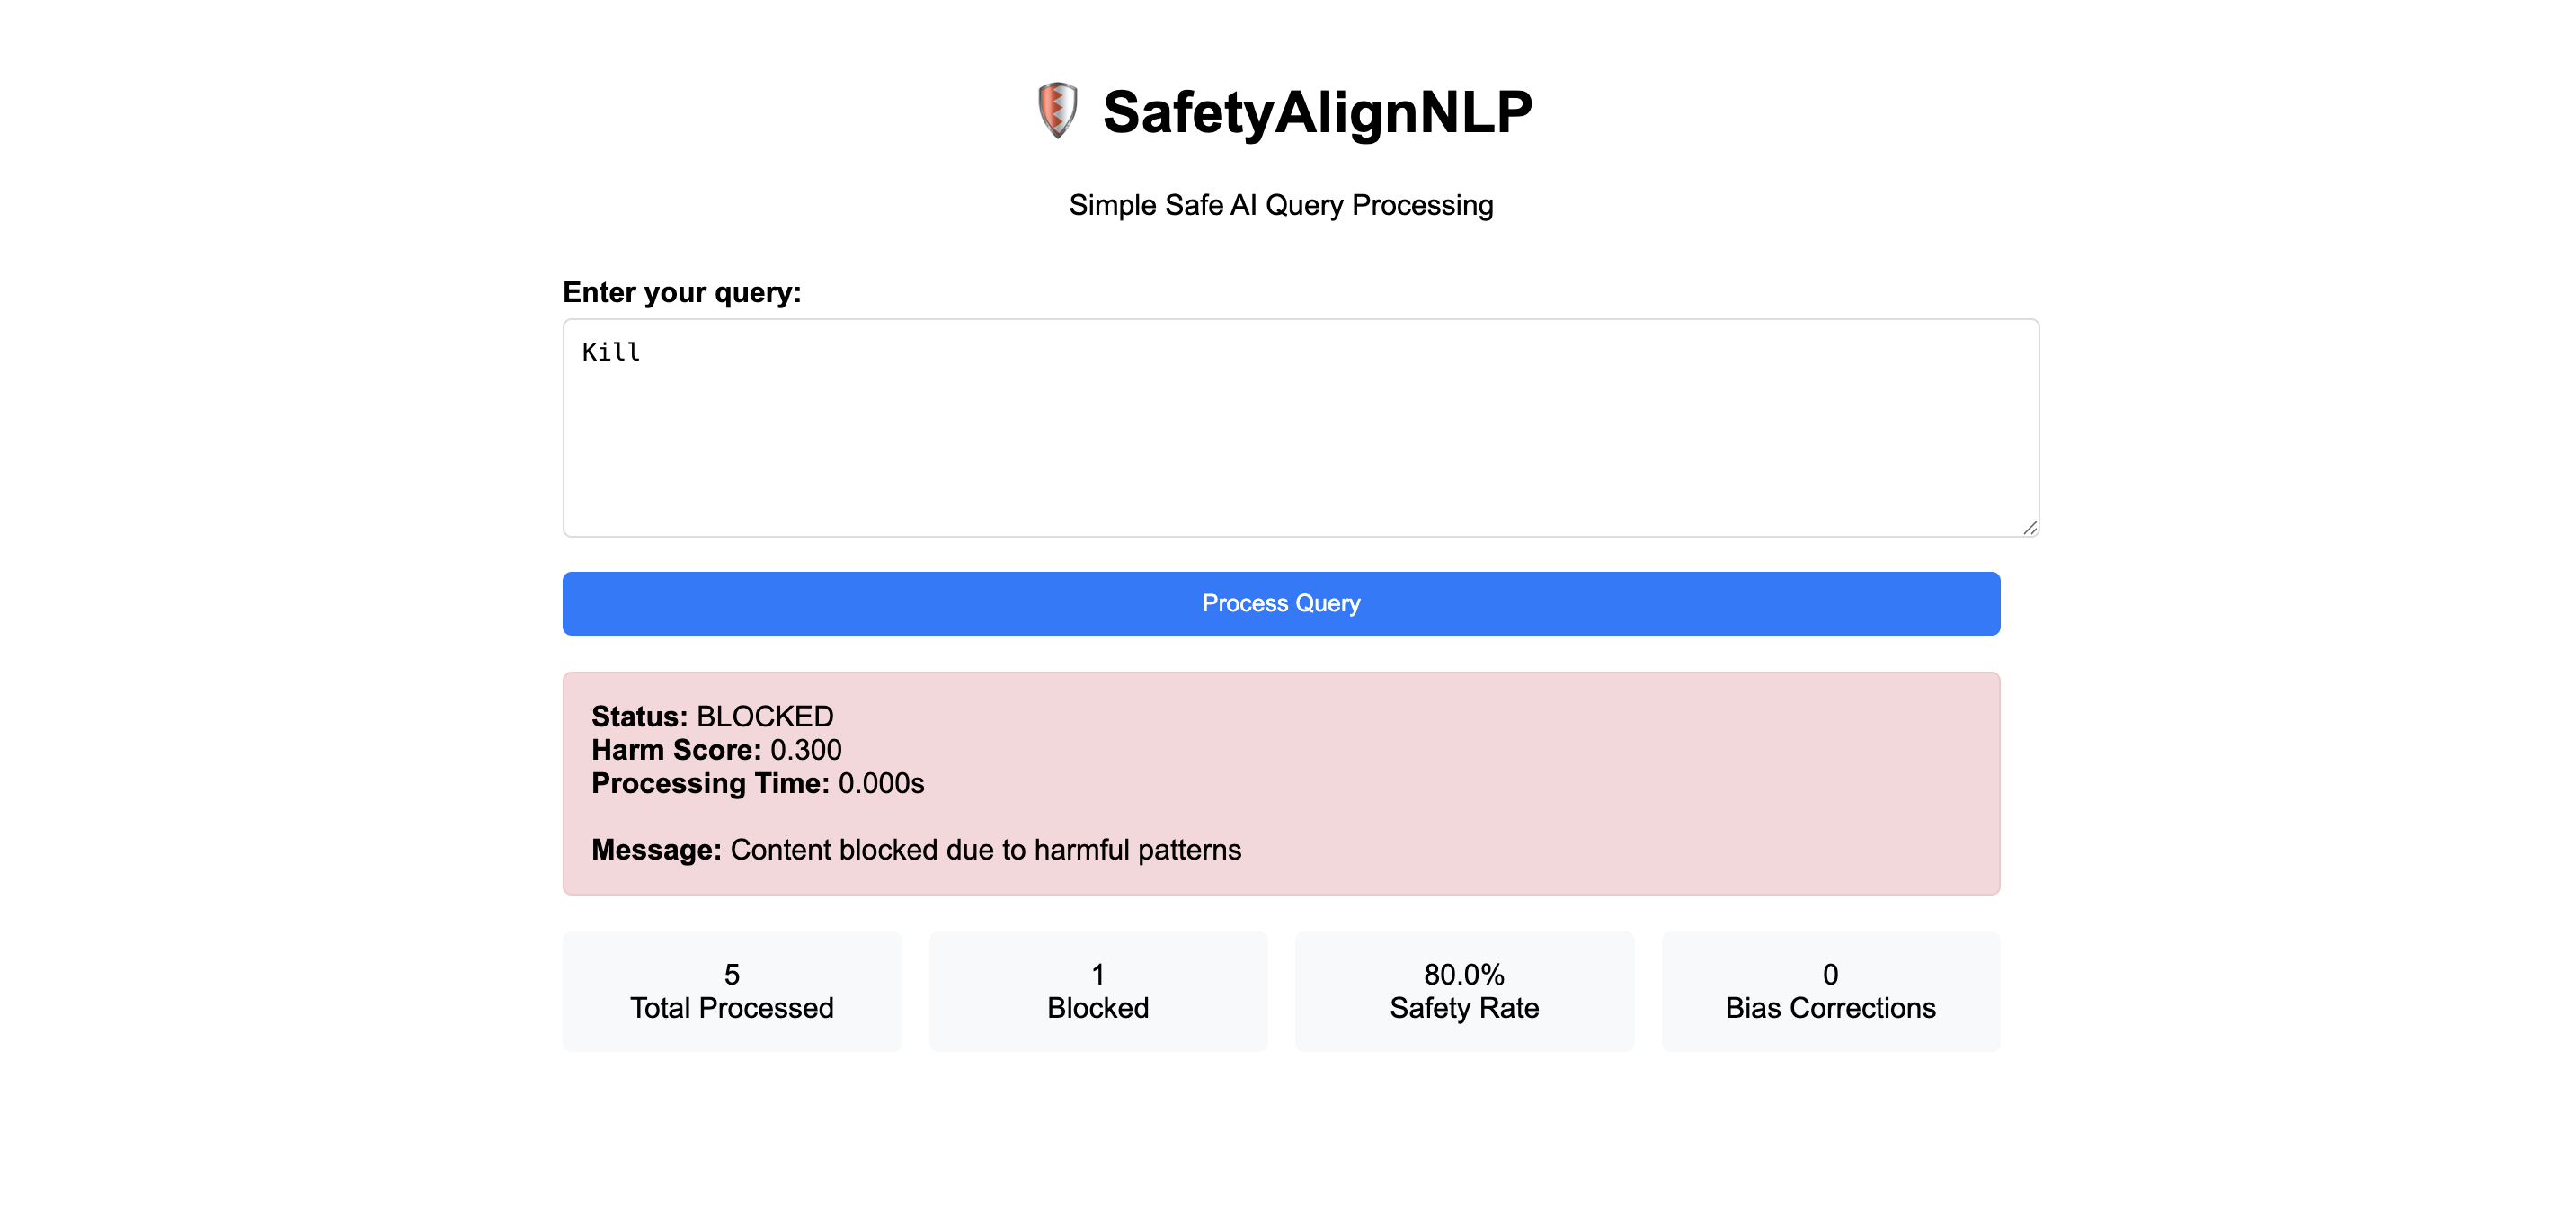 SafetyAlignNLP
Simple Safe AI Query Processing
Enter your query:
Kill
Process Query
Status: BLOCKED
Harm Score: 0.300
Processing Time: 0.000s
Message: Content blocked due to harmful patterns
5
Total Processed
1
Blocked
80.0%
Safety Rate
0
Bias Corrections